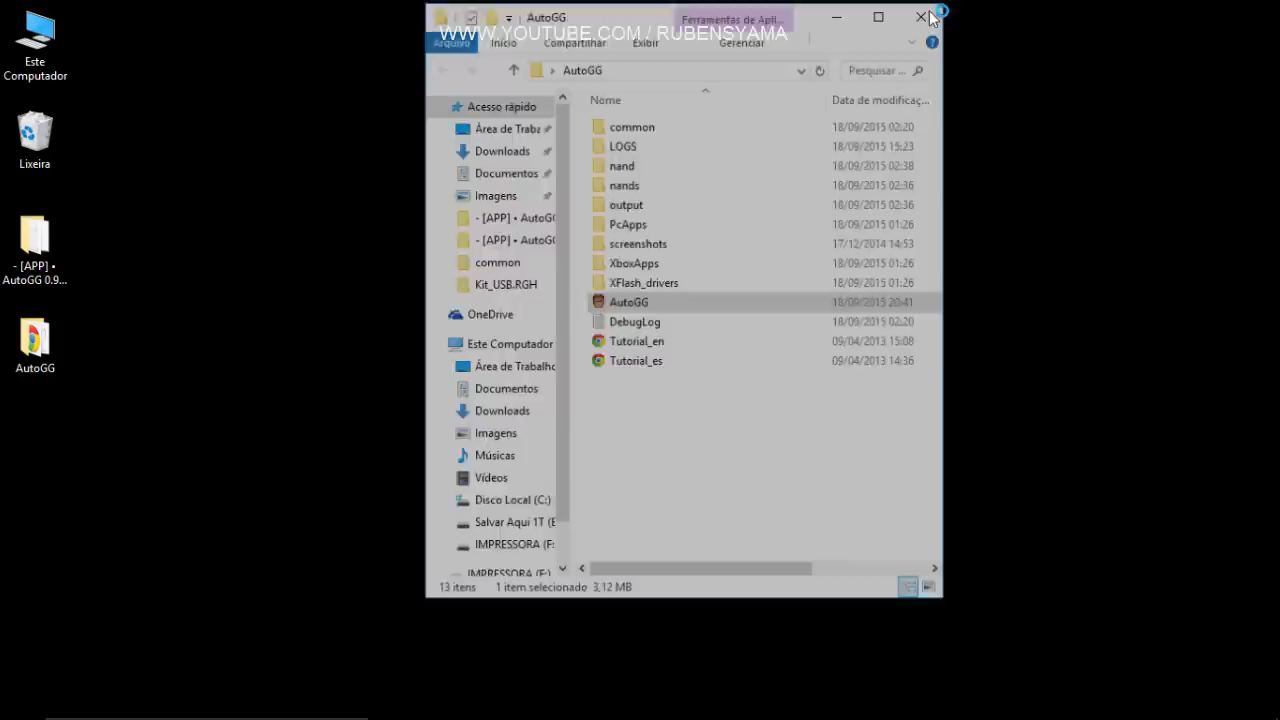 Este
Computador
Lixeira
- [APP] •
AutoGG 0.9...
AutoGG
AutoGG
Ferramentas de Apli...
WWW.YOUTUBE.COM / RUBENSYAMA
Arquivo Início Compartilhar Exibir Gerenciar
AutoGG
Pesquisar ...
Acesso rápido
Área de Traba
Downloads
Documentos
Imagens
- [APP] • AutoGG
- [APP] • AutoGG
common
Kit_USB.RGH
OneDrive
Este Computador
Área de Trabalho
Documentos
Downloads
Imagens
Músicas
Vídeos
Disco Local (C:)
Salvar Aqui 1T (E
IMPRESSORA (F:
IMPRESSORA (F:)
Nome Data de modificaç...
common 18/09/2015 02:20
LOGS 18/09/2015 15:23
nand 18/09/2015 02:38
nands 18/09/2015 02:36
output 18/09/2015 02:36
PcApps 18/09/2015 01:26
screenshots 17/12/2014 14:53
XboxApps 18/09/2015 01:26
XFlash_drivers 18/09/2015 01:26
AutoGG 18/09/2015 20:41
DebugLog 18/09/2015 02:20
Tutorial_en 09/04/2013 15:08
Tutorial_es 09/04/2013 14:36
13 itens 1 item selecionado 3,12 MB